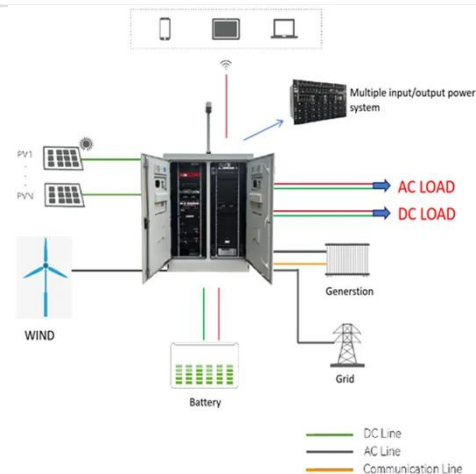 Multiple input/output power
system
PV1
PVN
AC LOAD
DC LOAD
Generstion
WIND
Grid
Battery
DC Line
AC Line
Communication Line